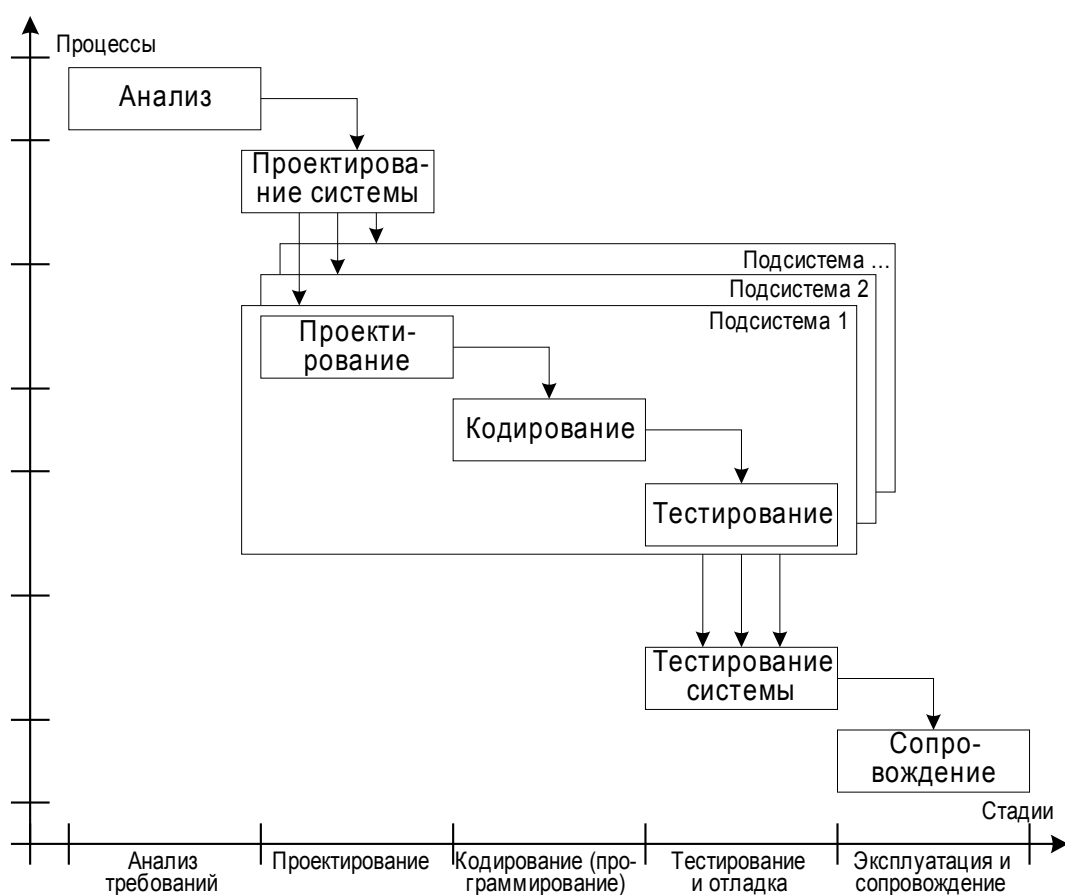 Процессы
Анализ
Проектирова-
ние системы
Подсистема ...
Подсистема 2
Подсистема 1
Проекти-
рование
Кодирование
Тестирование
Тестирование
системы
Сопро-
вождение
Стадии
Анализ
требований
Проектирование
Кодирование (про-
граммирование)
Тестирование
и отладка
Эксплуатация и
сопровождение